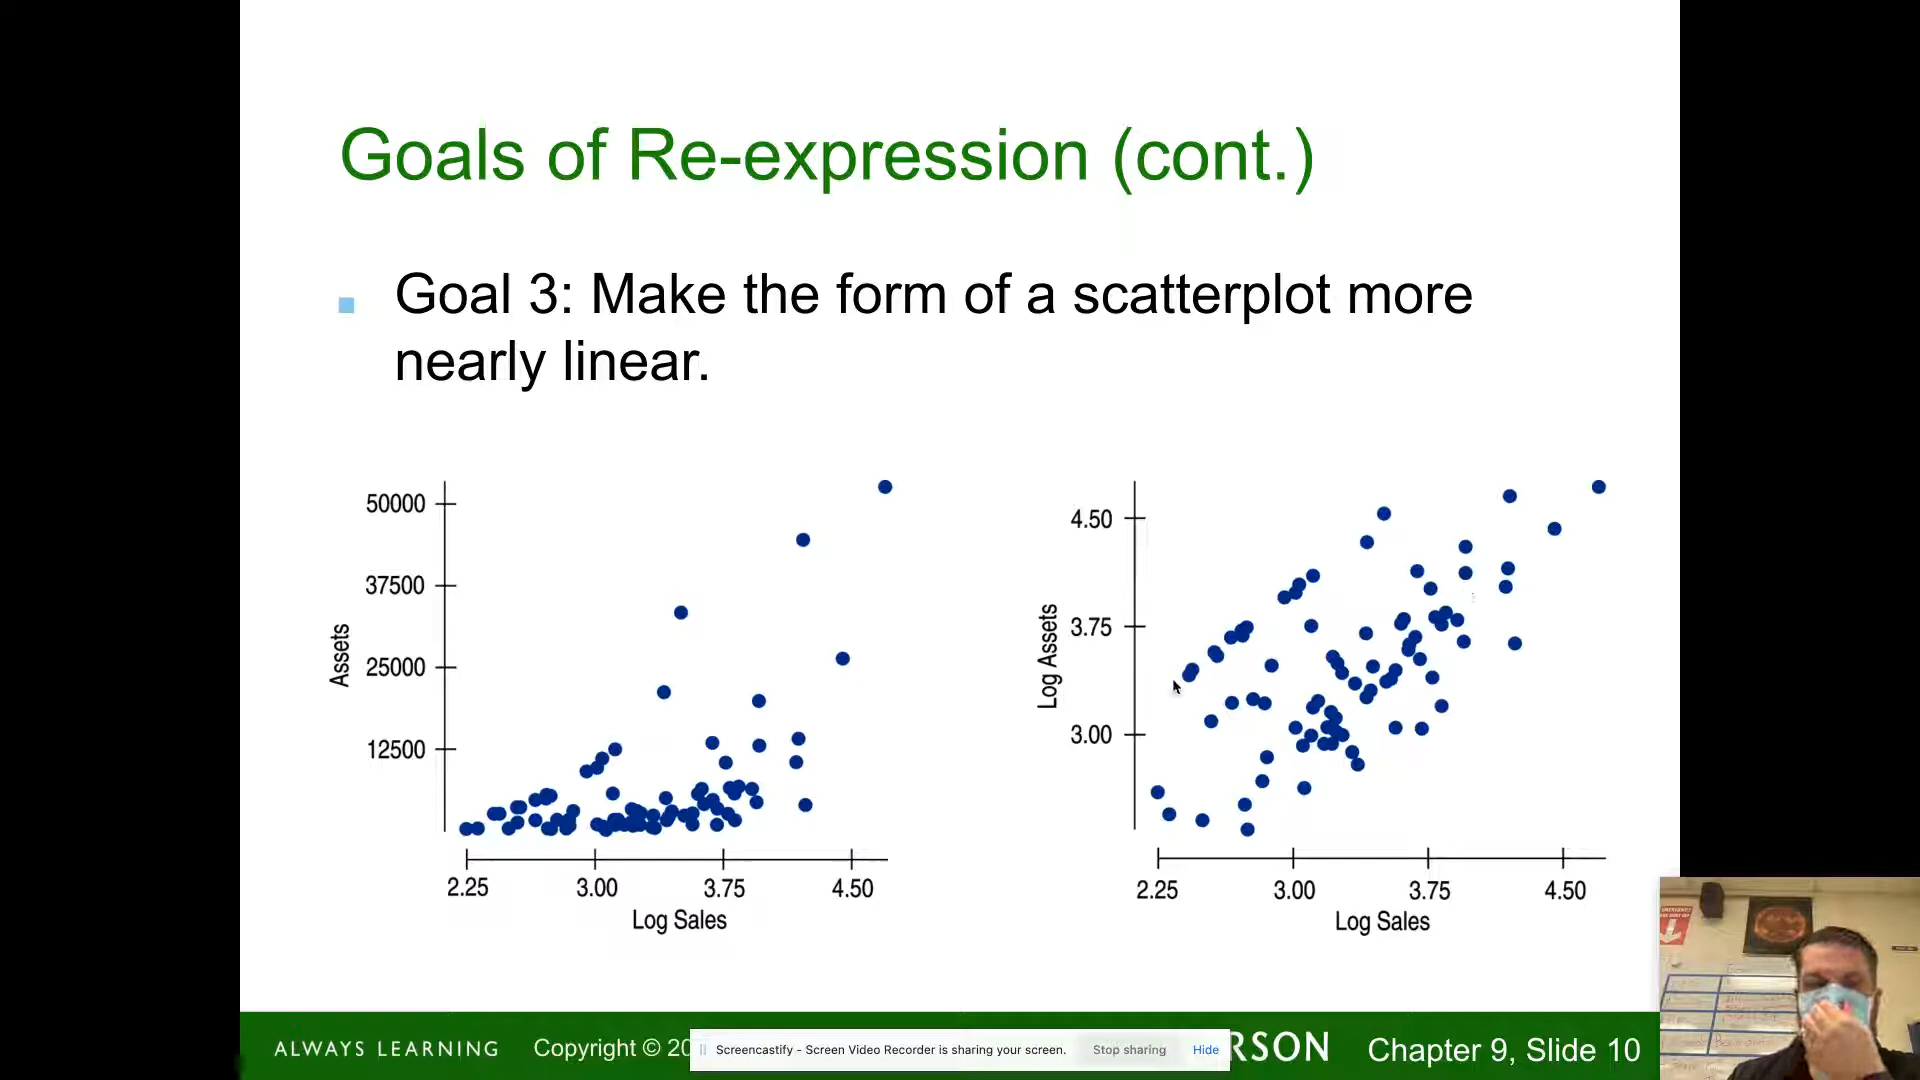 Goals of Re-expression (cont.)
Goal 3: Make the form of a scatterplot more
nearly linear.
50000
37500
25000
12500
Assets
2.25 3.00 3.75 4.50
Log Sales
4.50
3.75
3.00
Log Assets
2.25 3.00 3.75 4.50
Log Sales
ALWAYS LEARNING
Copyright © 20
Screencastify - Screen Video Recorder is sharing your screen.
Stop sharing
Hide
RSON
Chapter 9, Slide 10